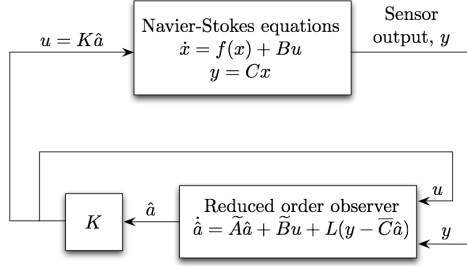 Sensor
output, y
u = Kâ
Navier-Stokes equations
ẋ = f(x) + Bu
y = Cx
u
y
Reduced order observer
â̇ = Ãâ + B̃u + L(y − C̅â)
â
K